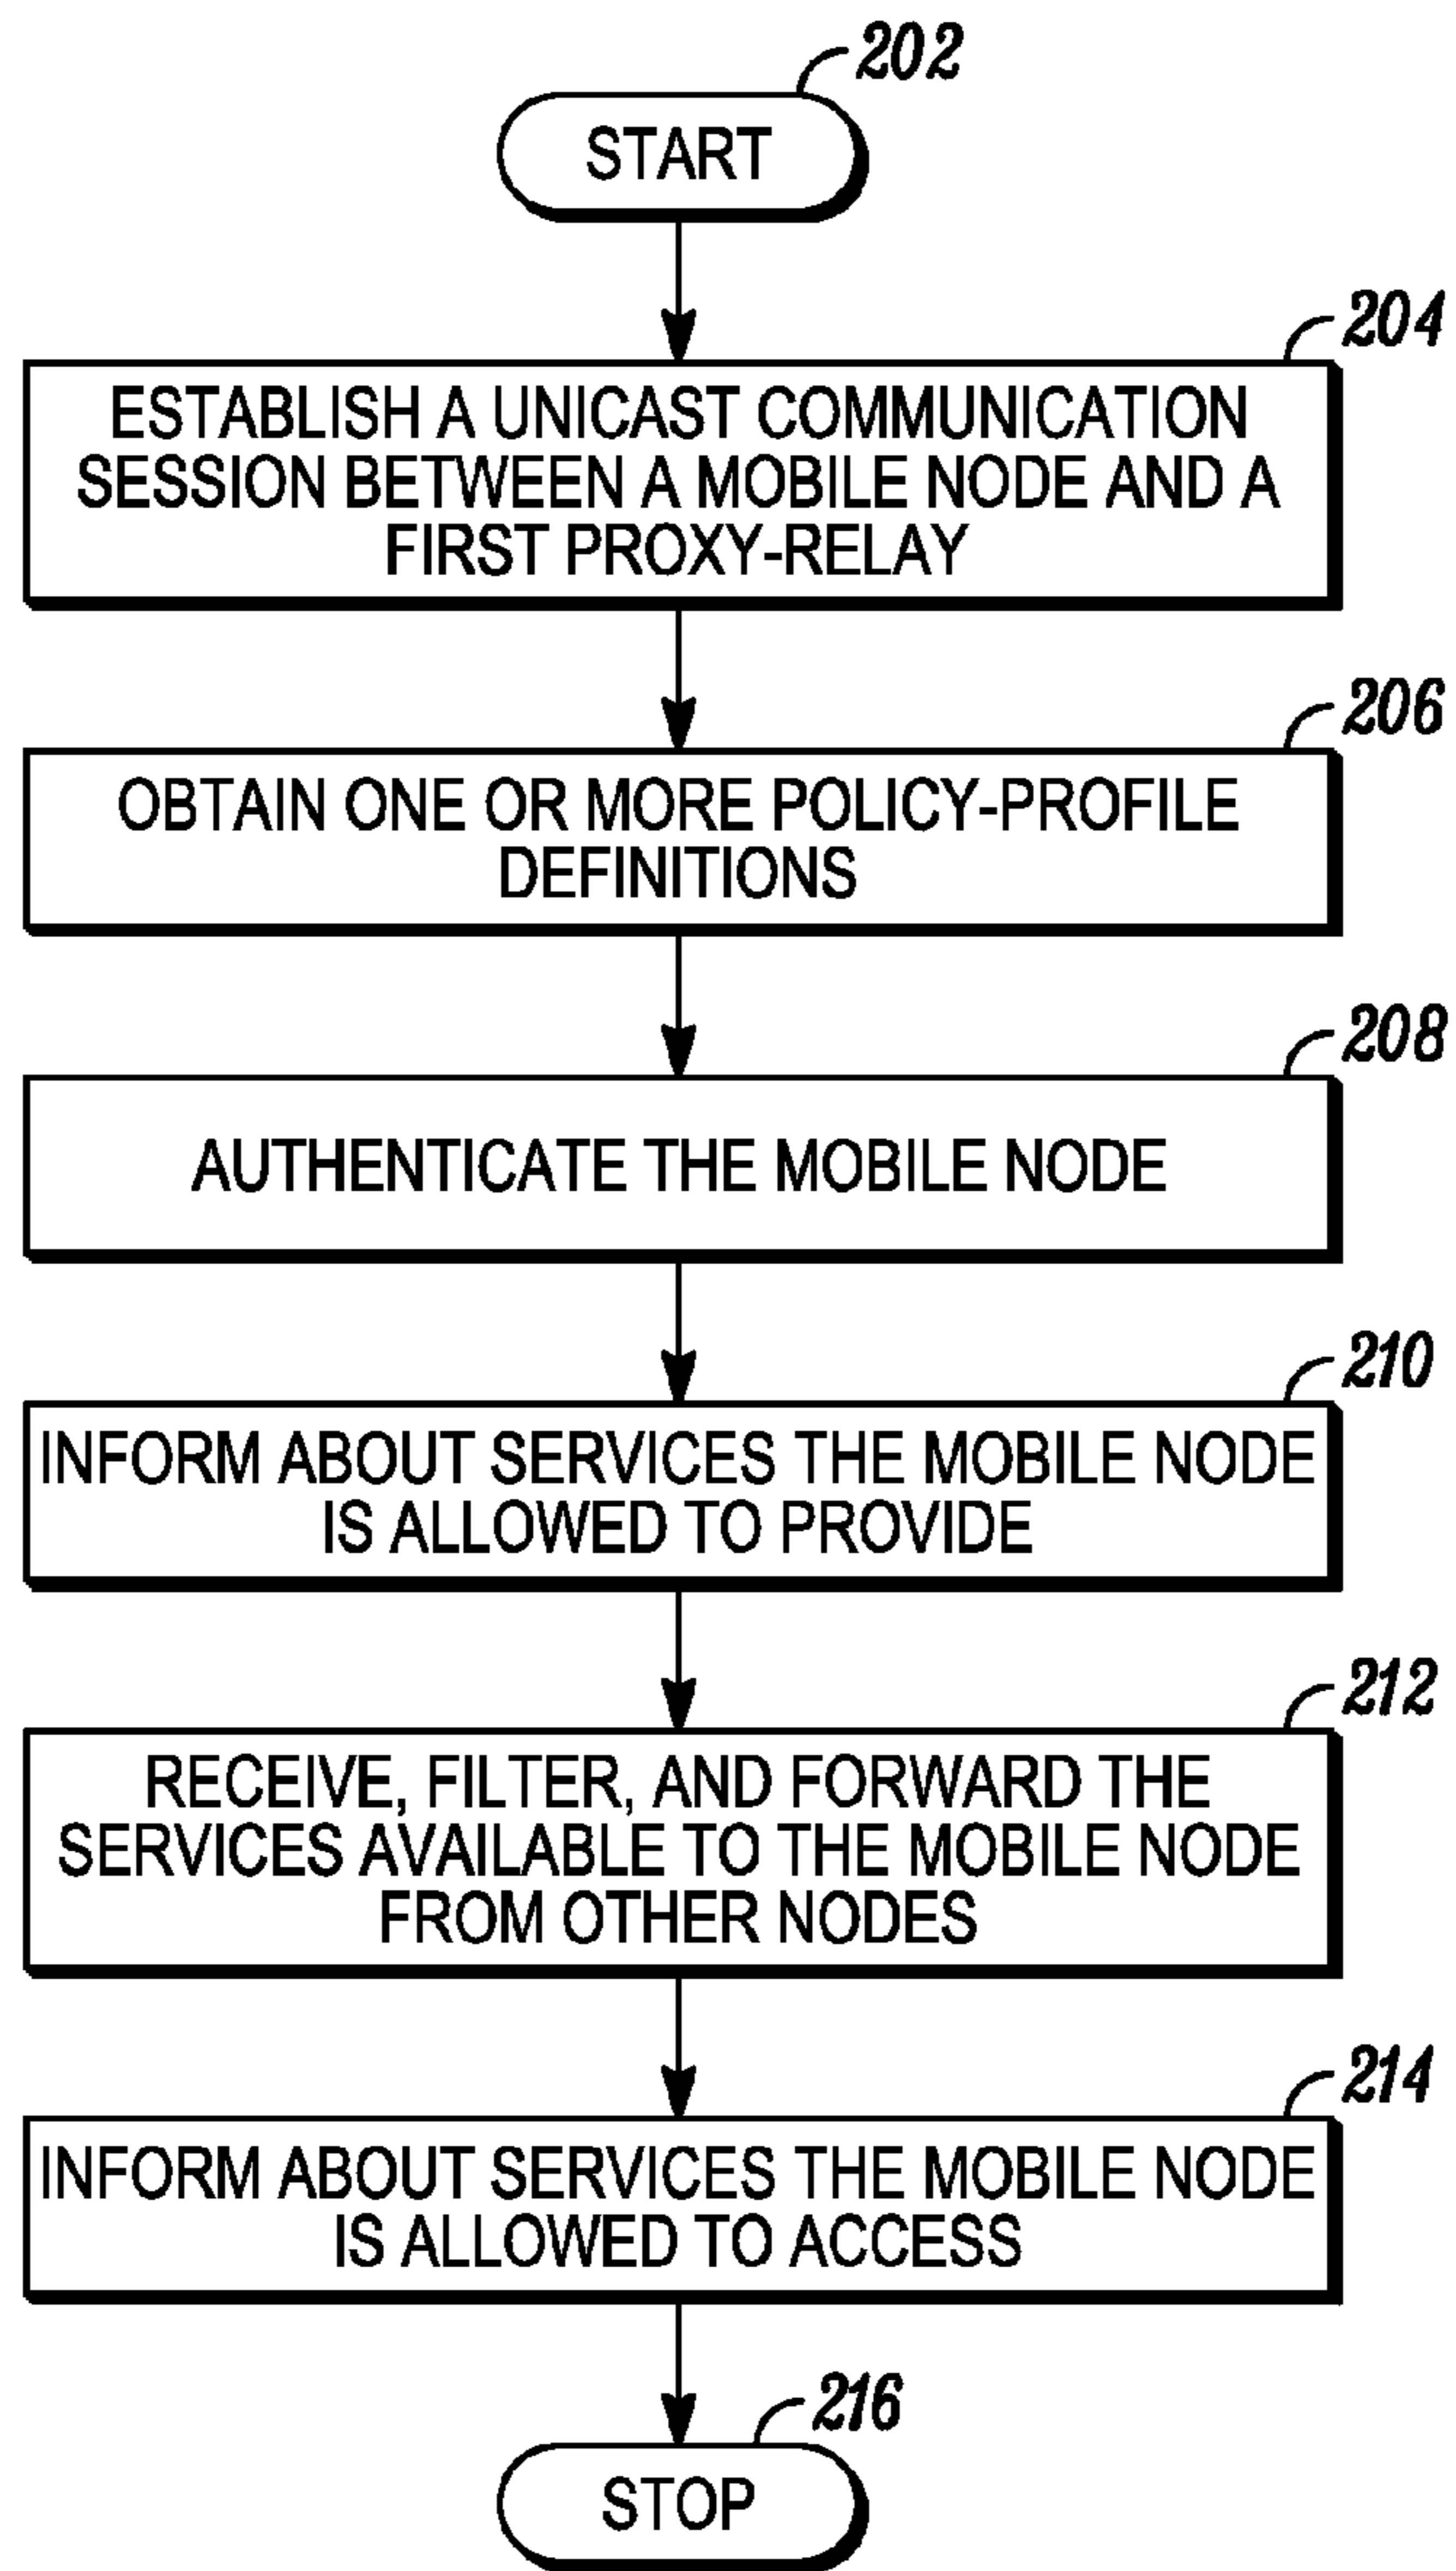 202
START
204
ESTABLISH A UNICAST COMMUNICATION
SESSION BETWEEN A MOBILE NODE AND A
FIRST PROXY-RELAY
206
OBTAIN ONE OR MORE POLICY-PROFILE
DEFINITIONS
208
AUTHENTICATE THE MOBILE NODE
210
INFORM ABOUT SERVICES THE MOBILE NODE
IS ALLOWED TO PROVIDE
212
RECEIVE, FILTER, AND FORWARD THE
SERVICES AVAILABLE TO THE MOBILE NODE
FROM OTHER NODES
214
INFORM ABOUT SERVICES THE MOBILE NODE
IS ALLOWED TO ACCESS
216
STOP